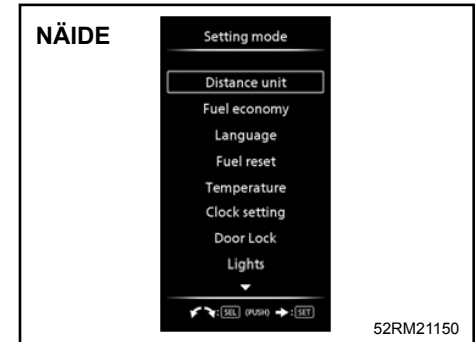 NÄIDE
Setting mode
Distance unit
Fuel economy
Language
Fuel reset
Temperature
Clock setting
Door Lock
Lights
:SEL (PUSH) :SET
52RM21150